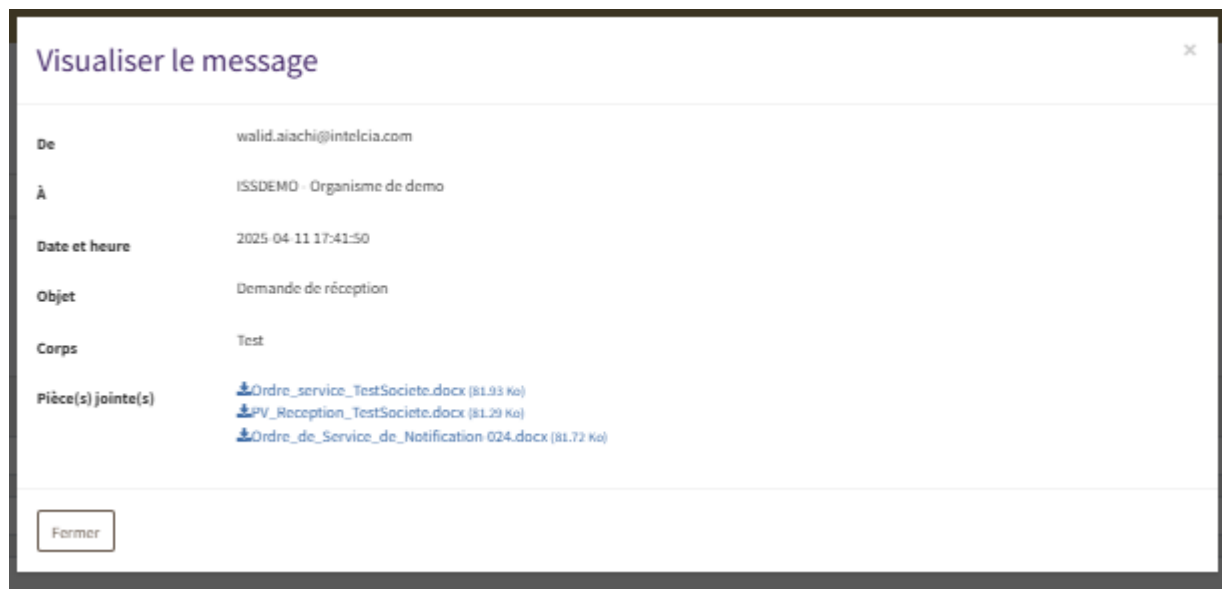 Visualiser le message
×
De walid.aiachi@intelcia.com
À ISSDEMO - Organisme de demo
Date et heure 2025-04-11 17:41:50
Objet Demande de réception
Corps Test
Pièce(s) jointe(s) Ordre_service_TestSociete.docx (81.93 Ko)
PV_Reception_TestSociete.docx (81.29 Ko)
Ordre_de_Service_de_Notification-024.docx (81.72 Ko)
Fermer